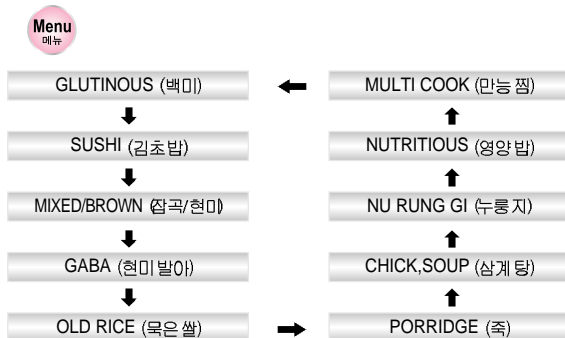 Menu
메뉴
GLUTINOUS (백미)
SUSHI (김초밥)
MIXED/BROWN (잡곡/현미)
GABA (현미발아)
OLD RICE (묵은쌀)
PORRIDGE (죽)
CHICK,SOUP (삼계탕)
NU RUNG GI (누룽지)
NUTRITIOUS (영양밥)
MULTI COOK (만능찜)